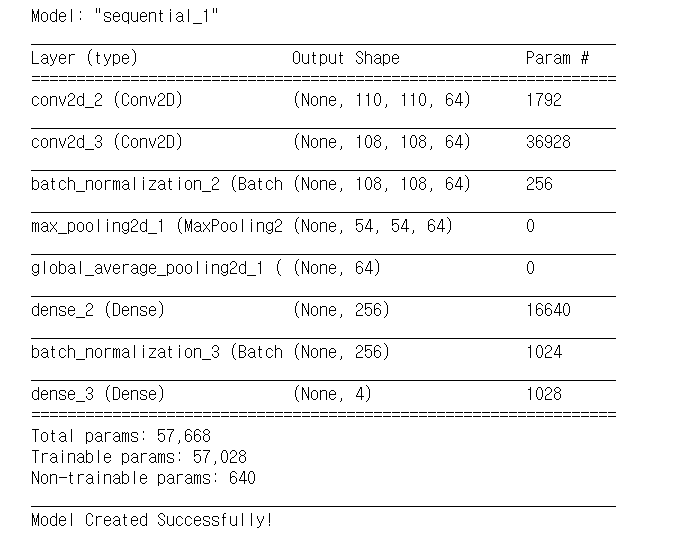 Model: "sequential_1"
Layer (type) Output Shape Param #
conv2d_2 (Conv2D) (None, 110, 110, 64) 1792
conv2d_3 (Conv2D) (None, 108, 108, 64) 36928
batch_normalization_2 (Batch (None, 108, 108, 64) 256
max_pooling2d_1 (MaxPooling2 (None, 54, 54, 64) 0
global_average_pooling2d_1 ( (None, 64) 0
dense_2 (Dense) (None, 256) 16640
batch_normalization_3 (Batch (None, 256) 1024
dense_3 (Dense) (None, 4) 1028
Total params: 57,668
Trainable params: 57,028
Non-trainable params: 640
Model Created Successfully!